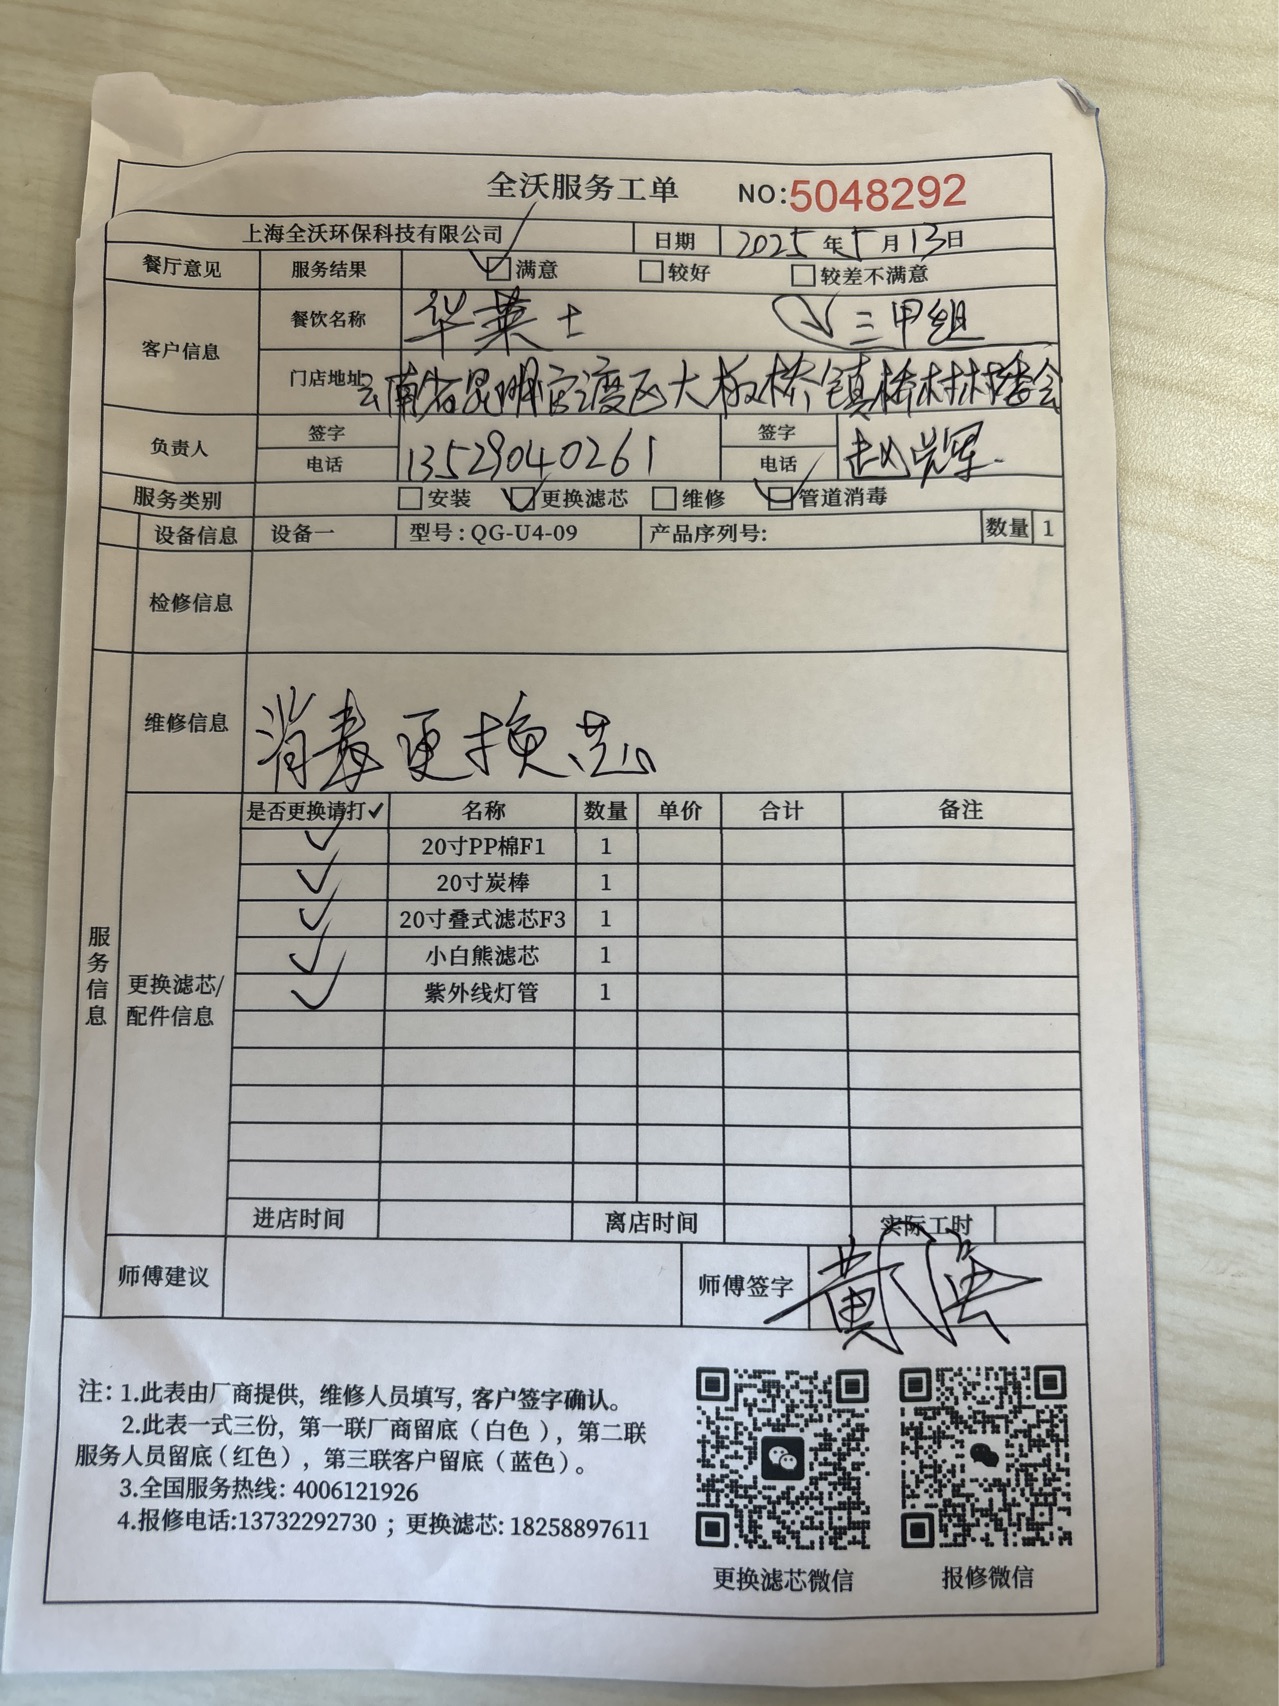 全沃服务工单 NO:5048292
上海全沃环保科技有限公司 日期 2025年5月13日
餐厅意见 服务结果 ☑满意 □较好 □较差不满意
客户信息 餐饮名称 华莱士 三甲组
门店地址 云南省昆明官渡区大板桥镇桥村村委会
负责人 签字 电话 13529040261 签字 电话
服务类别 □安装 ☑更换滤芯 □维修 ☑管道消毒
设备信息 设备一 型号:QG-U4-09 产品序列号: 数量 1
检修信息
维修信息 消毒更换芯
服务信息
更换滤芯/配件信息
是否更换请打✓ 名称 数量 单价 合计 备注
✓ 20寸PP棉F1 1
✓ 20寸炭棒 1
✓ 20寸叠式滤芯F3 1
✓ 小白熊滤芯 1
✓ 紫外线灯管 1
进店时间 离店时间 实际工时
师傅建议 师傅签字 黄
注:1.此表由厂商提供，维修人员填写,客户签字确认。
2.此表一式三份，第一联厂商留底（白色），第二联
服务人员留底(红色)，第三联客户留底（蓝色）。
3.全国服务热线: 4006121926
4.报修电话:13732292730 ；更换滤芯: 18258897611
更换滤芯微信 报修微信